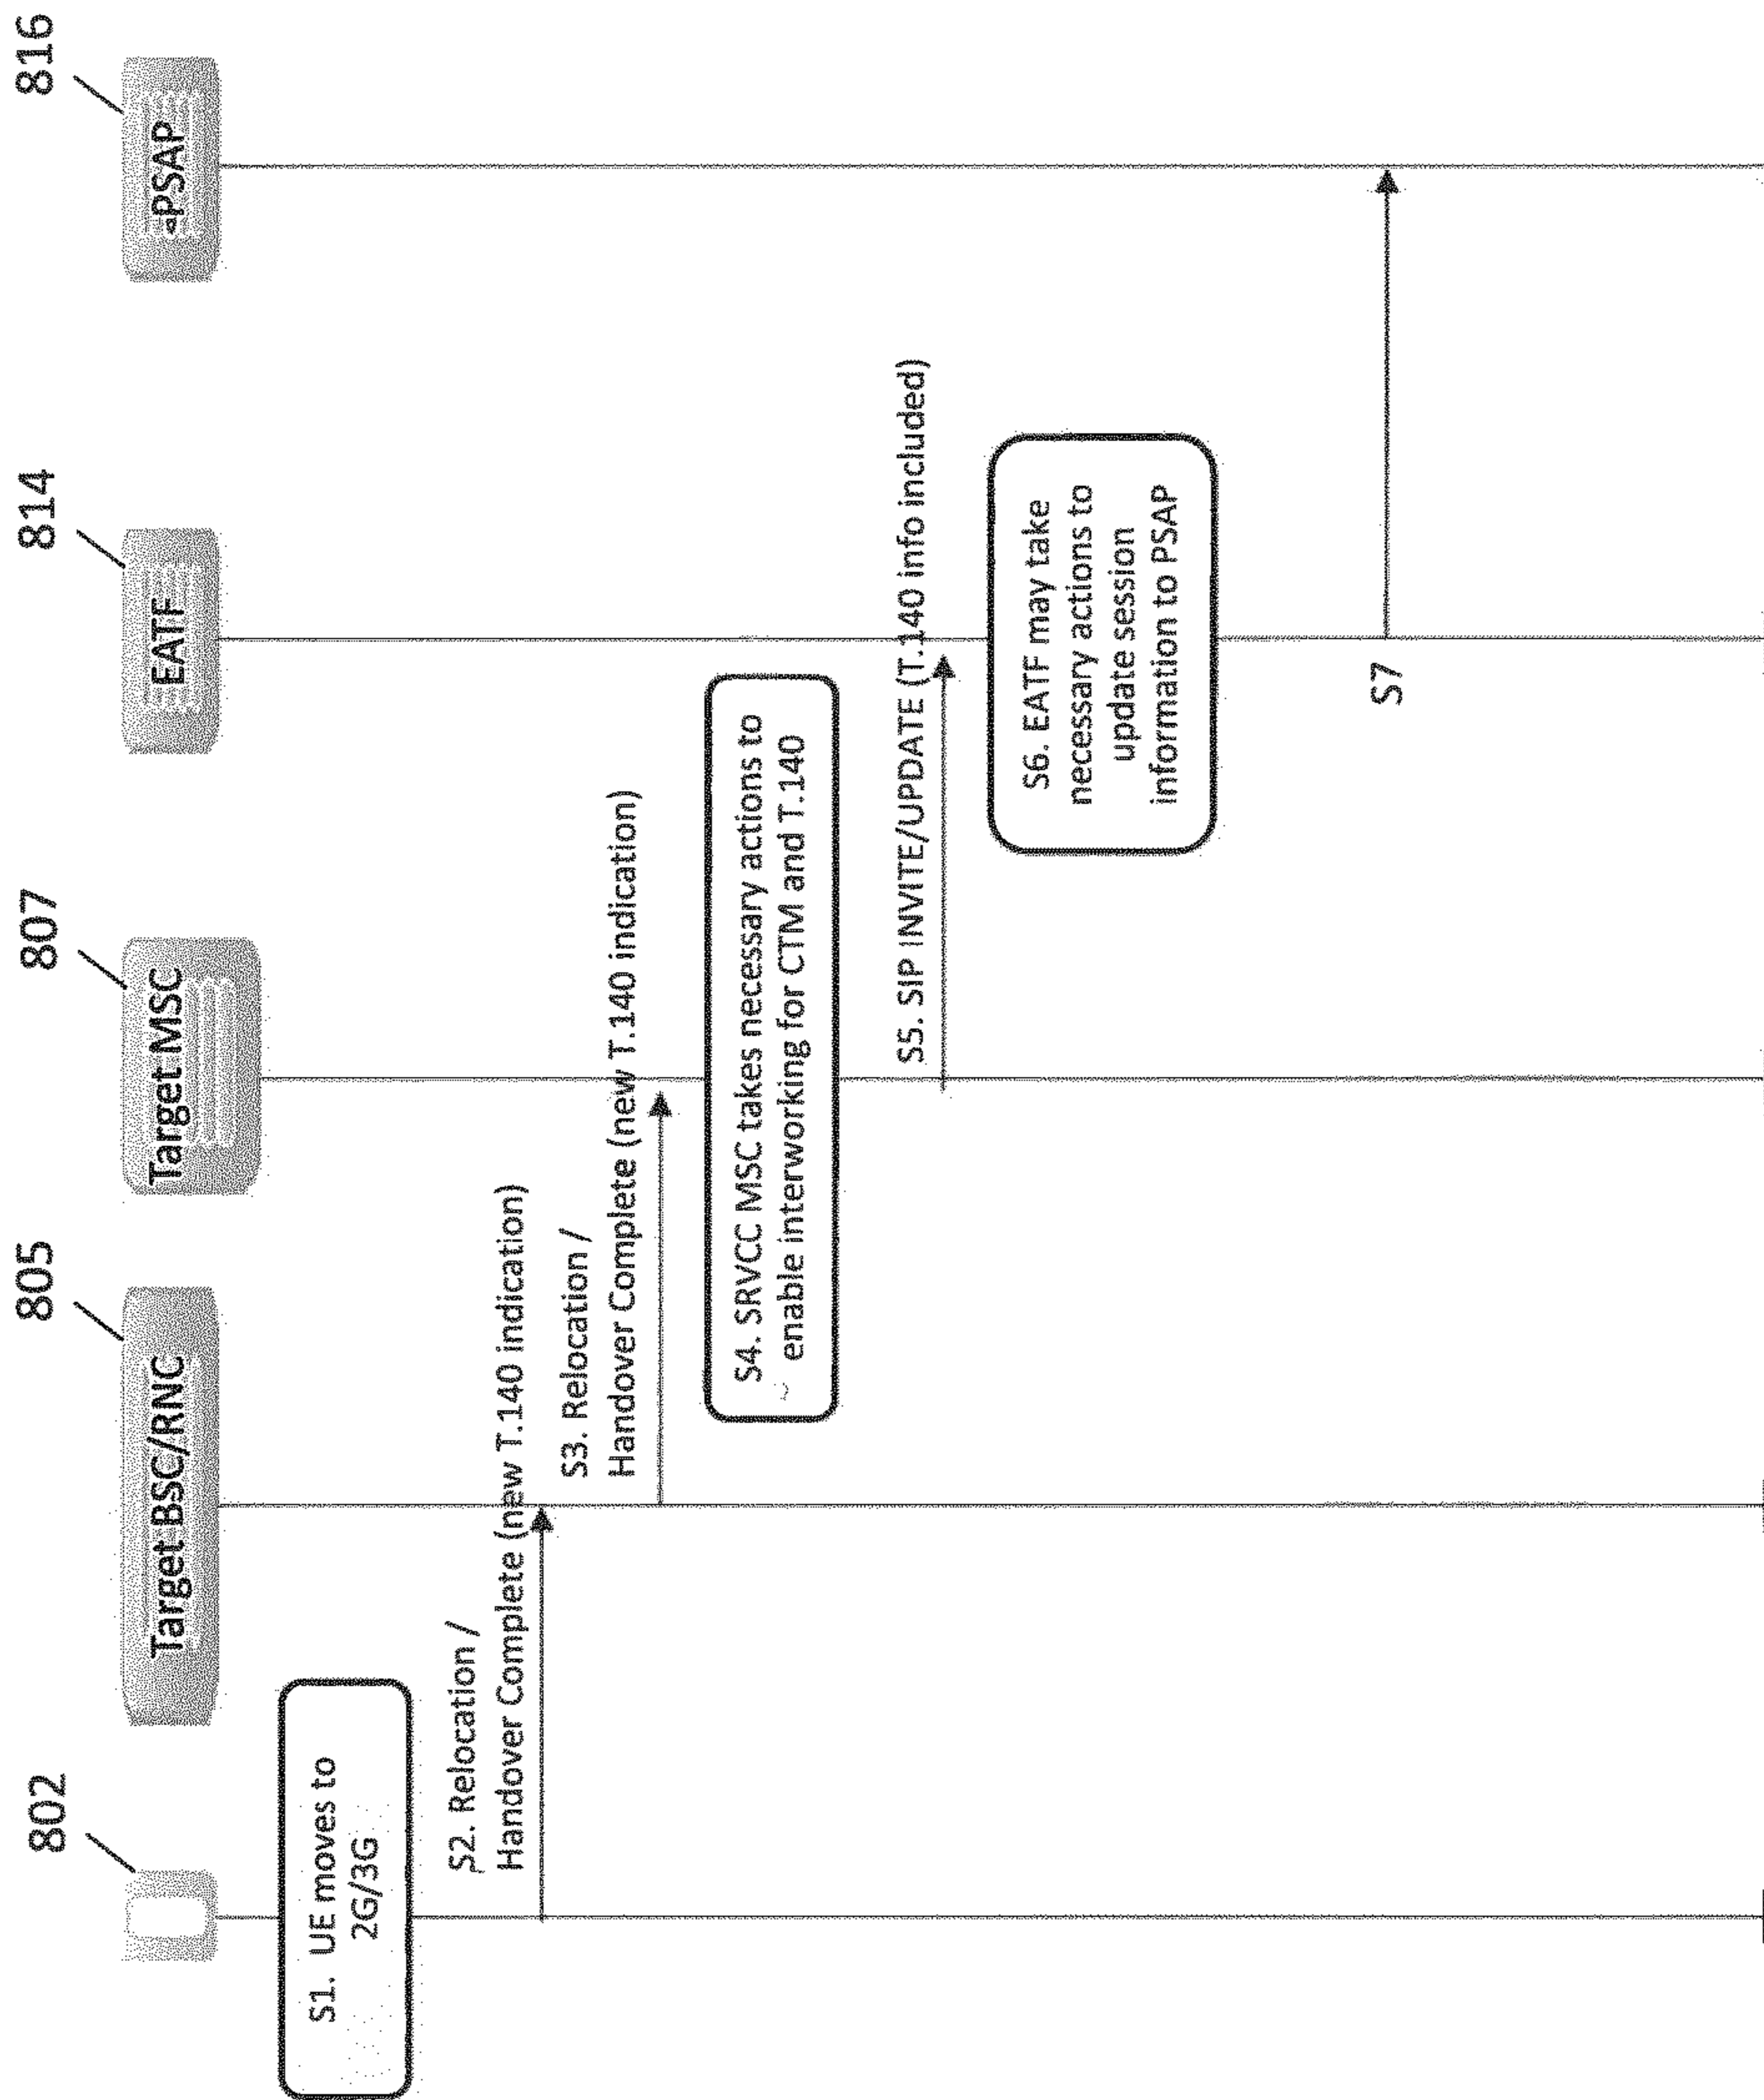 802
805
807
814
816
Target BSC/RNC
Target MSC
EATF
PSAP
S1. UE moves to
2G/3G
S2. Relocation /
Handover Complete (new T.140 indication)
S3. Relocation /
Handover Complete (new T.140 indication)
S4. SRVCC MSC takes necessary actions to
enable interworking for CTM and T.140
S5. SIP INVITE/UPDATE (T.140 info included)
S6. EATF may take
necessary actions to
update session
information to PSAP
S7